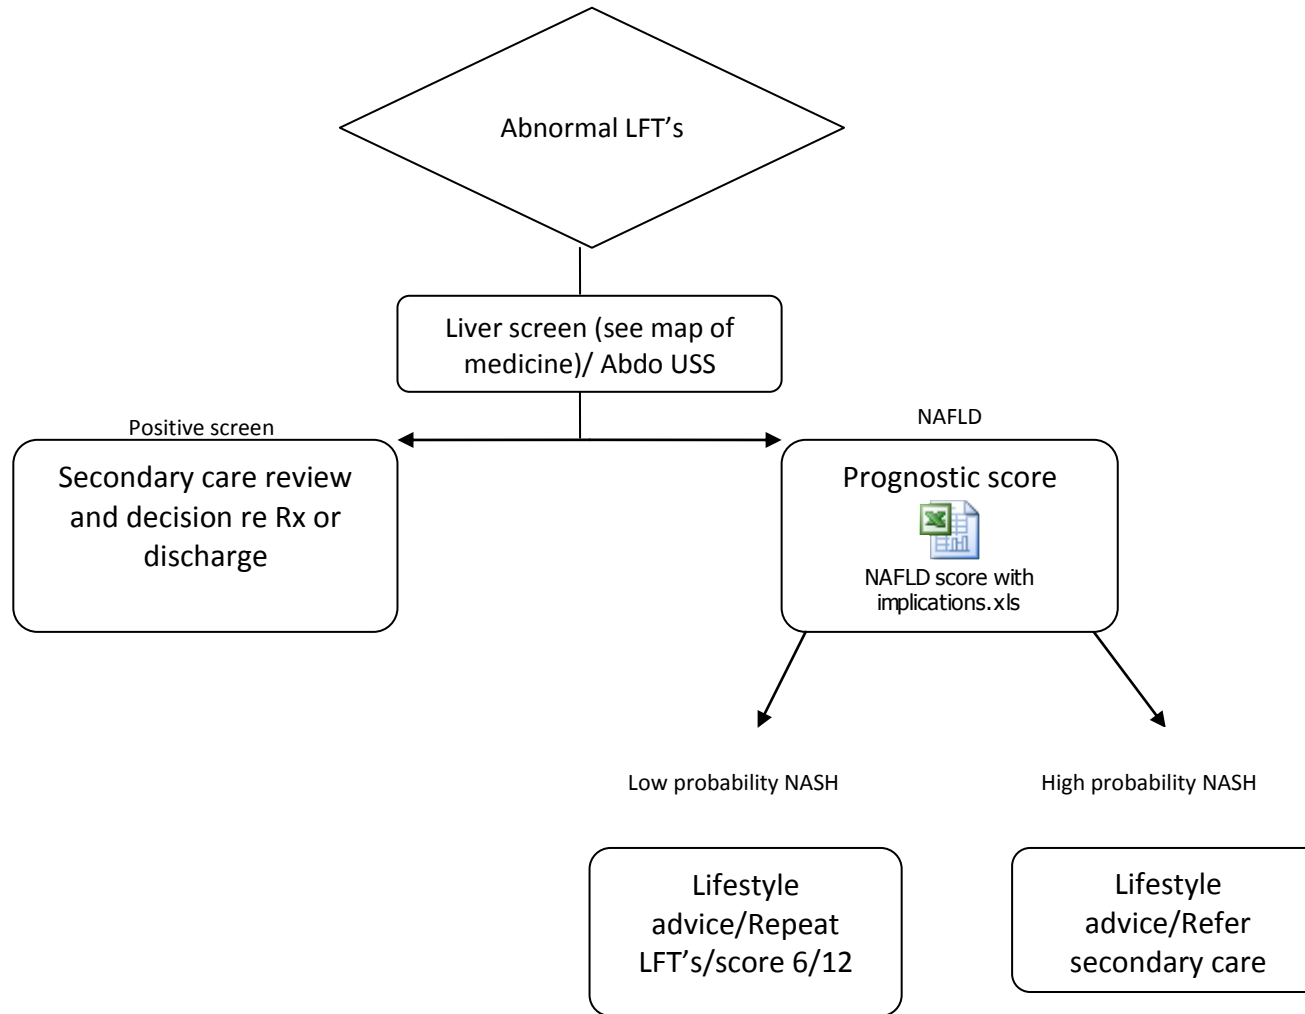 Abnormal LFT’s
Liver screen (see map of
medicine)/ Abdo USS
Positive screen
Secondary care review
and decision re Rx or
discharge
NAFLD
Prognostic score
NAFLD score with
implications.xls
Low probability NASH
High probability NASH
Lifestyle
advice/Repeat
LFT’s/score 6/12
Lifestyle
advice/Refer
secondary care